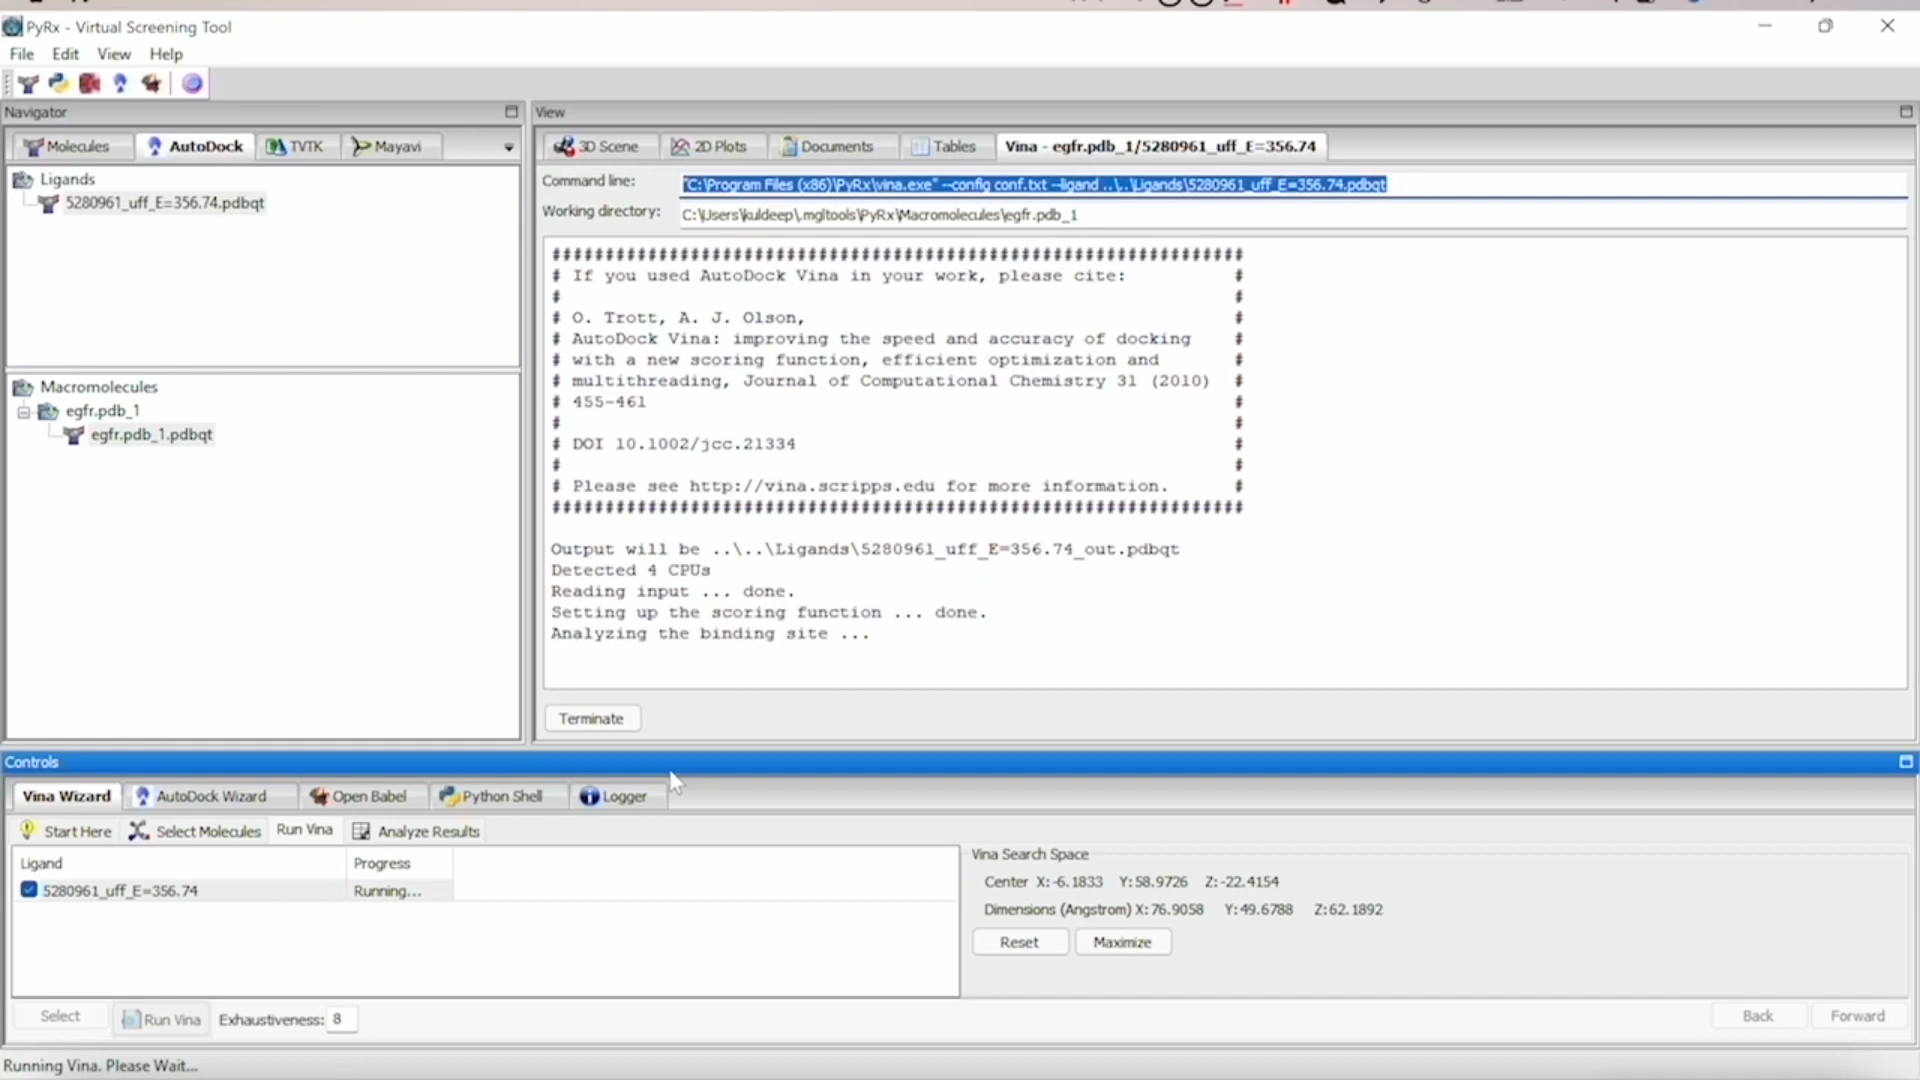 PyRx - Virtual Screening Tool
File Edit View Help
Navigator
Molecules AutoDock TVTK Mayavi
Ligands
5280961_uff_E=356.74.pdbqt
Macromolecules
egfr.pdb_1
egfr.pdb_1.pdbqt
View
3D Scene 2D Plots Documents Tables Vina - egfr.pdb_1/5280961_uff_E=356.74
Command line: "C:\Program Files (x86)\PyRx\vina.exe" --config conf.txt --ligand ..\..\Ligands\5280961_uff_E=356.74.pdbqt
Working directory: C:\Users\kuldeep\.mgltools\PyRx\Macromolecules\egfr.pdb_1
#################################################################
# If you used AutoDock Vina in your work, please cite: #
# #
# O. Trott, A. J. Olson, #
# AutoDock Vina: improving the speed and accuracy of docking #
# with a new scoring function, efficient optimization and #
# multithreading, Journal of Computational Chemistry 31 (2010) #
# 455-461 #
# #
# DOI 10.1002/jcc.21334 #
# #
# Please see http://vina.scripps.edu for more information. #
#################################################################
Output will be ..\..\Ligands\5280961_uff_E=356.74_out.pdbqt
Detected 4 CPUs
Reading input ... done.
Setting up the scoring function ... done.
Analyzing the binding site ...
Terminate
Controls
Vina Wizard AutoDock Wizard Open Babel Python Shell Logger
Start Here Select Molecules Run Vina Analyze Results
Ligand Progress
5280961_uff_E=356.74 Running...
Vina Search Space
Center X:-6.1833 Y:58.9726 Z:-22.4154
Dimensions (Angstrom) X:76.9058 Y:49.6788 Z:62.1892
Reset Maximize
Select Run Vina Exhaustiveness: 8 Back Forward
Running Vina. Please Wait...